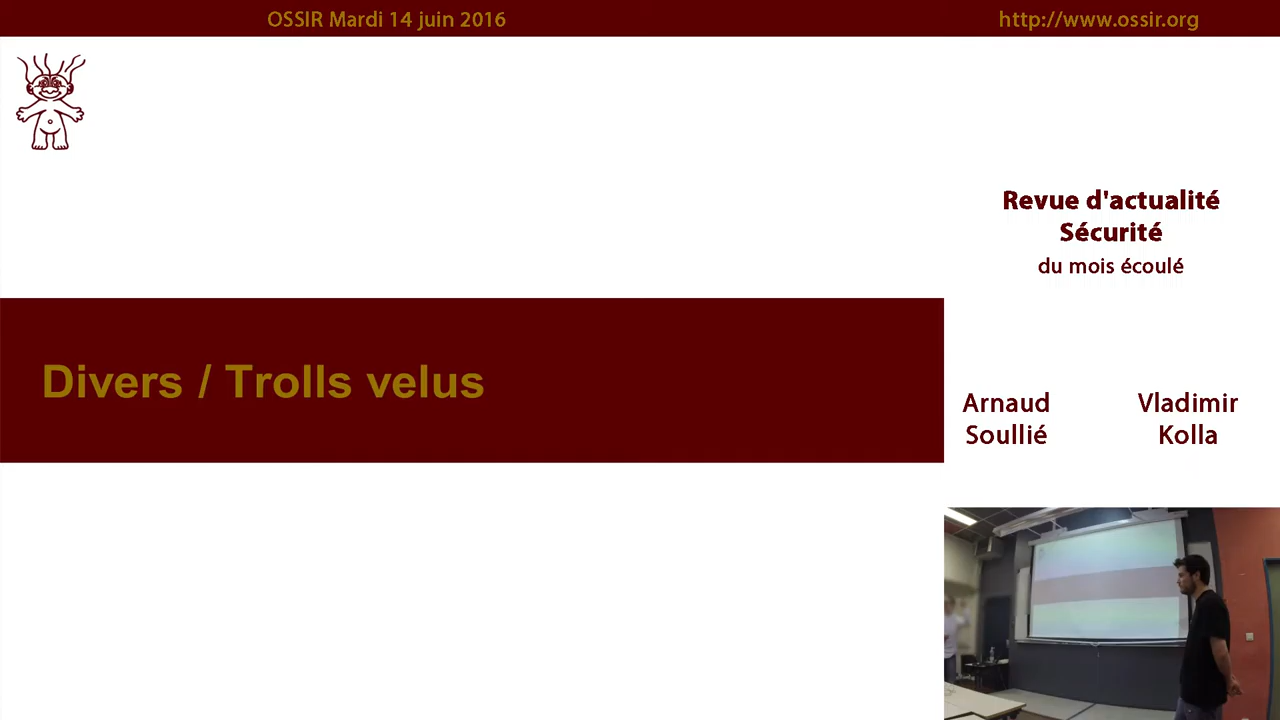 OSSIR Mardi 14 juin 2016
http://www.ossir.org
Revue d'actualité
Sécurité
du mois écoulé
Divers / Trolls velus
Arnaud
Soullié
Vladimir
Kolla